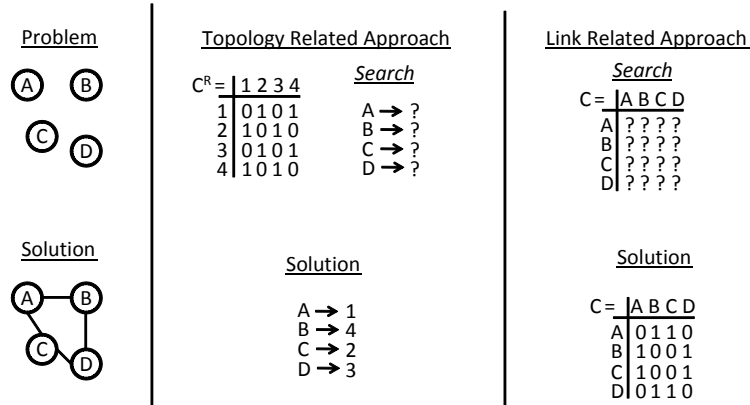 Problem
A B
C
D
Solution
A B
C D
Topology Related Approach
Cᴿ = 1 2 3 4
1 0 1 0 1
2 1 0 1 0
3 0 1 0 1
4 1 0 1 0
Search
A → ?
B → ?
C → ?
D → ?
Solution
A → 1
B → 4
C → 2
D → 3
Link Related Approach
Search
C = A B C D
A ? ? ? ?
B ? ? ? ?
C ? ? ? ?
D ? ? ? ?
Solution
C = A B C D
A 0 1 1 0
B 1 0 0 1
C 1 0 0 1
D 0 1 1 0